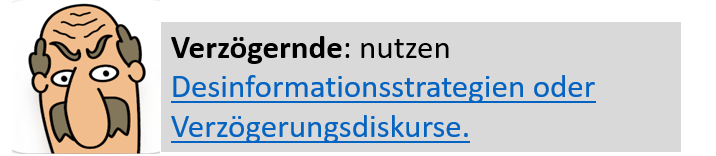 Verzögernde: nutzen
Desinformationsstrategien oder
Verzögerungsdiskurse.